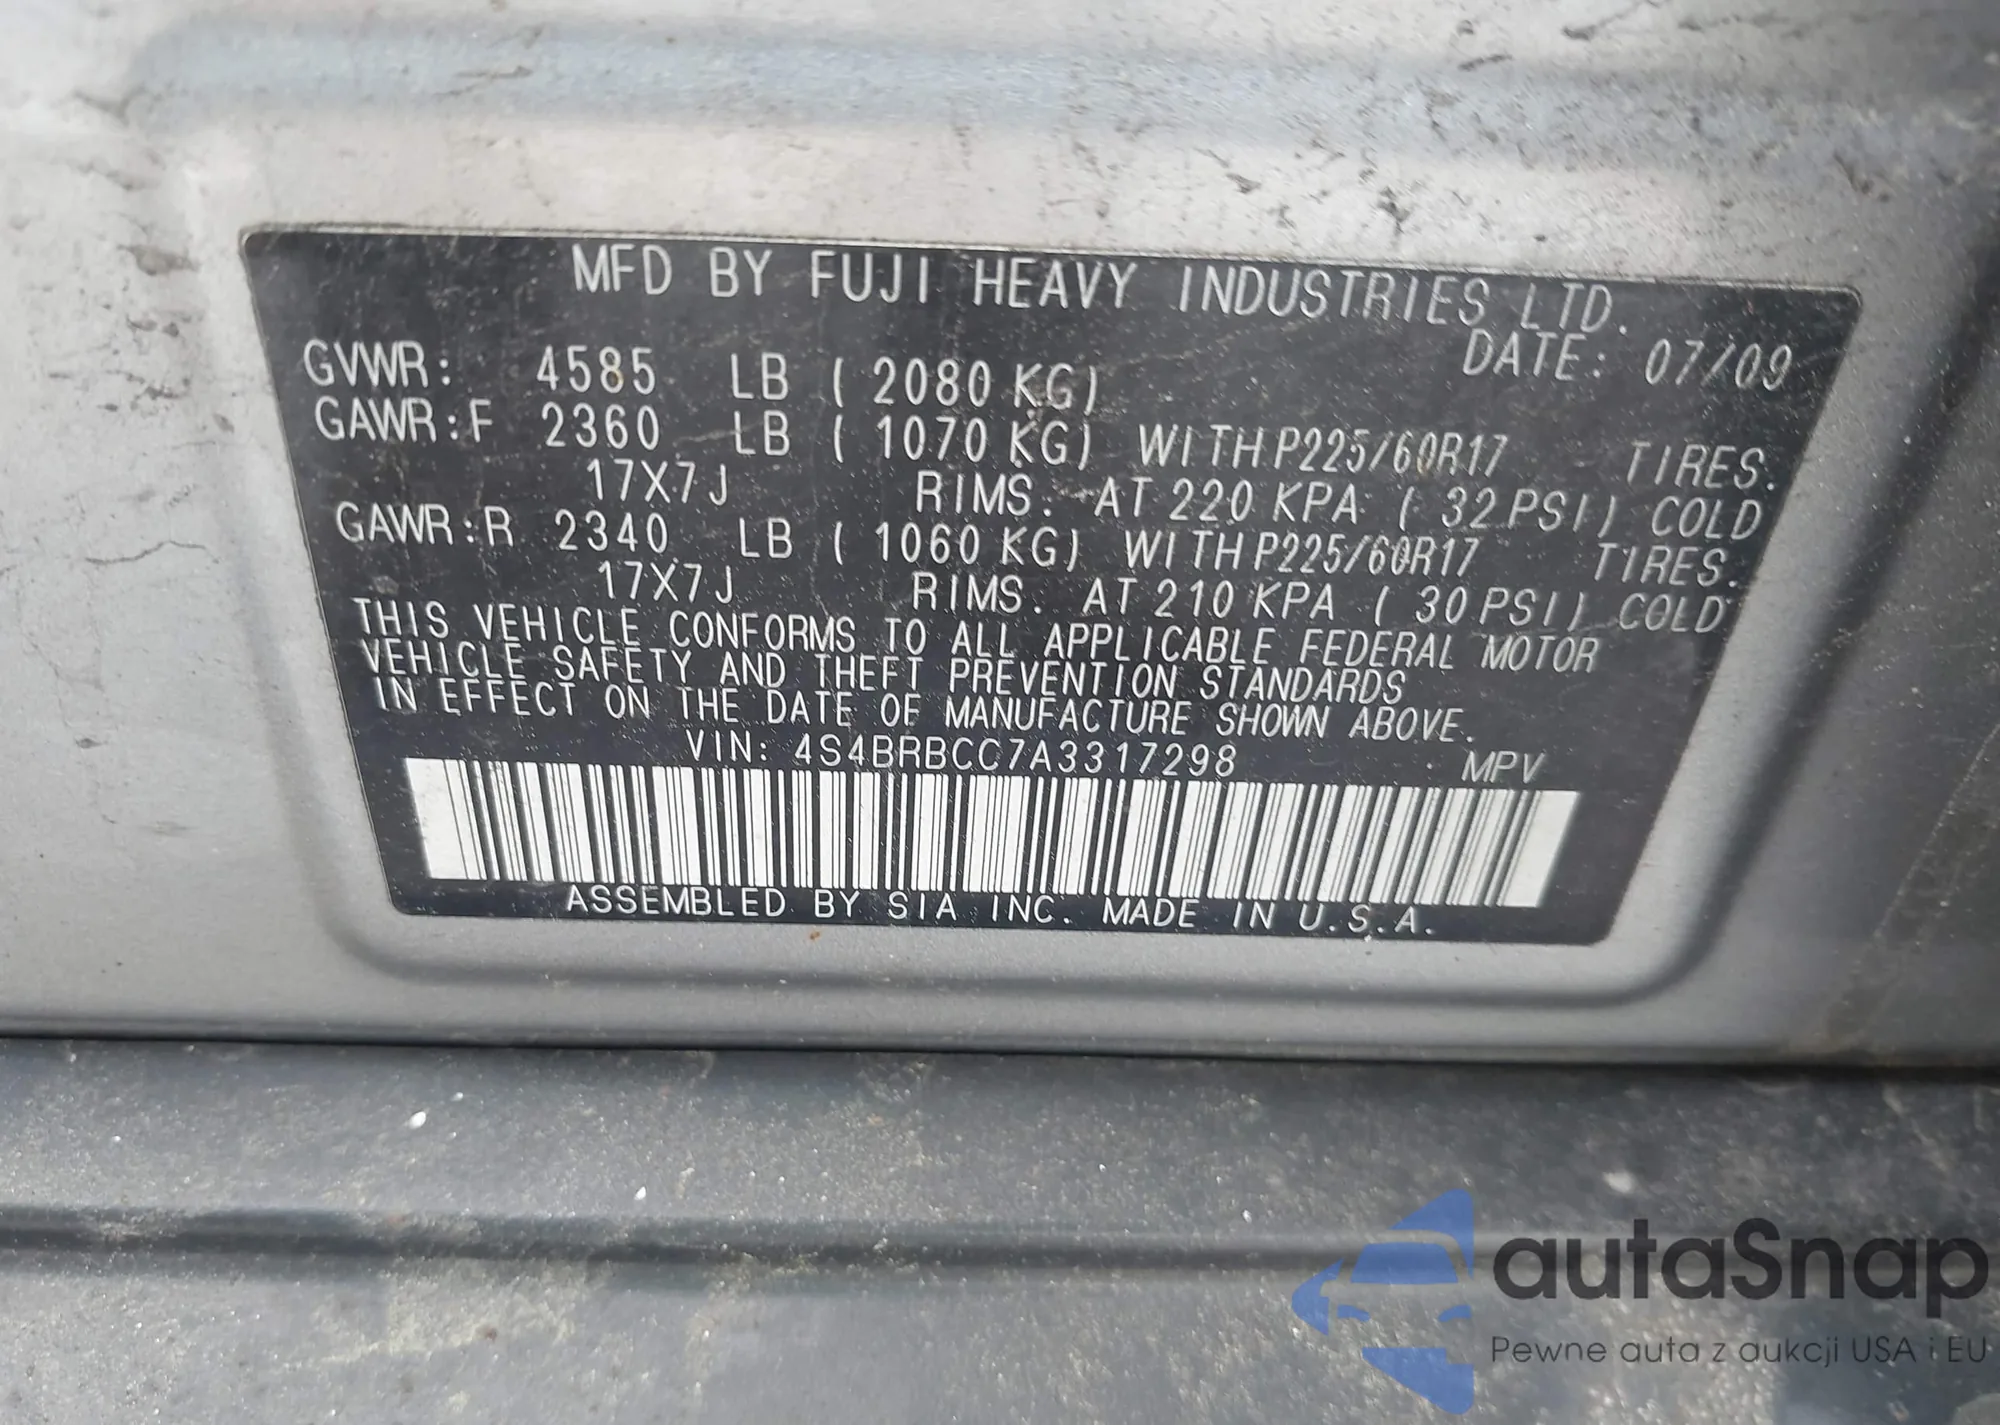 MFD BY FUJI HEAVY INDUSTRIES LTD.
DATE: 07/09
GVWR: 4585 LB ( 2080 KG)
GAWR:F 2360 LB ( 1070 KG) WITH P225/60R17 TIRES.
17X7J RIMS. AT 220 KPA ( 32 PSI) COLD
GAWR:R 2340 LB ( 1060 KG) WITH P225/60R17 TIRES.
17X7J RIMS. AT 210 KPA ( 30 PSI) COLD
THIS VEHICLE CONFORMS TO ALL APPLICABLE FEDERAL MOTOR
VEHICLE SAFETY AND THEFT PREVENTION STANDARDS
IN EFFECT ON THE DATE OF MANUFACTURE SHOWN ABOVE.
VIN: 4S4BRBCC7A3317298 MPV
ASSEMBLED BY SIA INC. MADE IN U.S.A.
autaSnap
Pewne auta z aukcji USA i EU